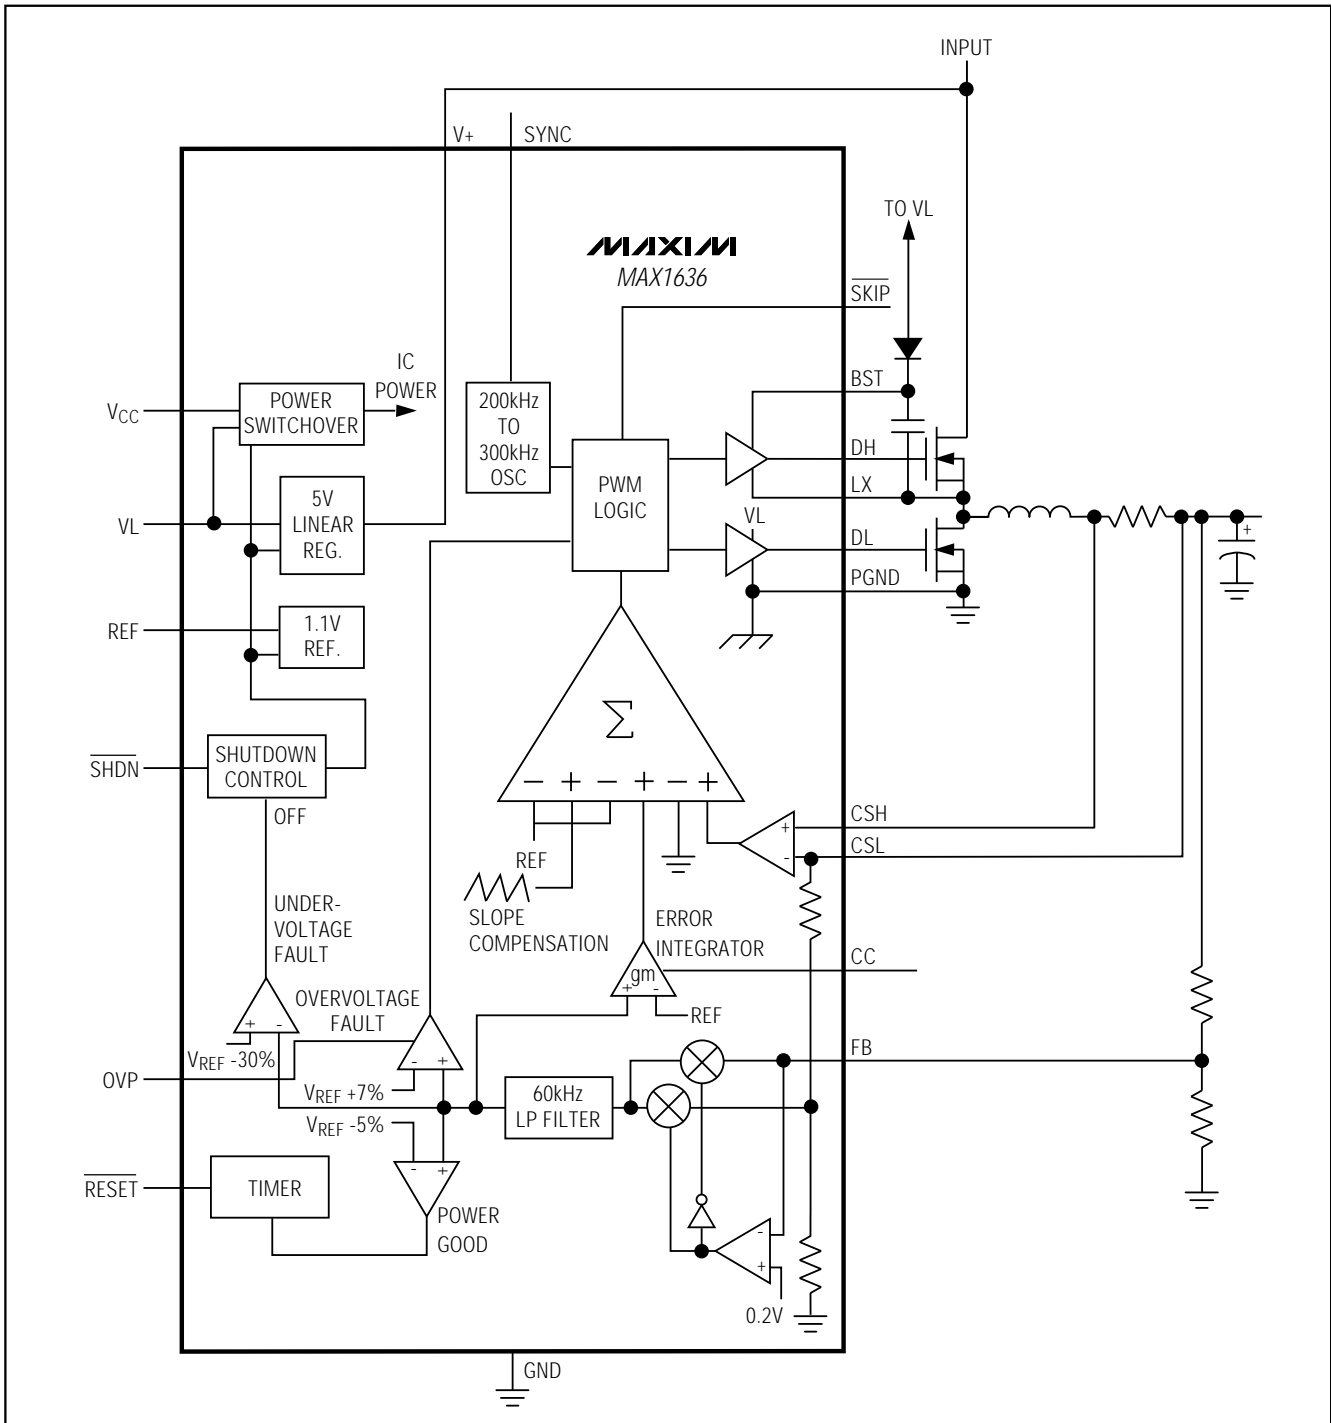 INPUT
V+
SYNC
TO VL
MAXIM
MAX1636
SKIP
IC
POWER
BST
VCC
POWER
SWITCHOVER
200kHz
TO
300kHz
OSC
DH
LX
PWM
LOGIC
VL
5V
LINEAR
REG.
VL
DL
PGND
+
REF
1.1V
REF.
Σ
SHDN
SHUTDOWN
CONTROL
OFF
− + − + − +
CSH
+
CSL
-
REF
SLOPE
COMPENSATION
UNDER-
VOLTAGE
FAULT
ERROR
INTEGRATOR
CC
gm
+ -
REF
OVERVOLTAGE
FAULT
+ -
VREF -30%
- +
FB
OVP
VREF +7%
60kHz
LP FILTER
VREF -5%
- +
RESET
TIMER
POWER
GOOD
-
+
0.2V
GND